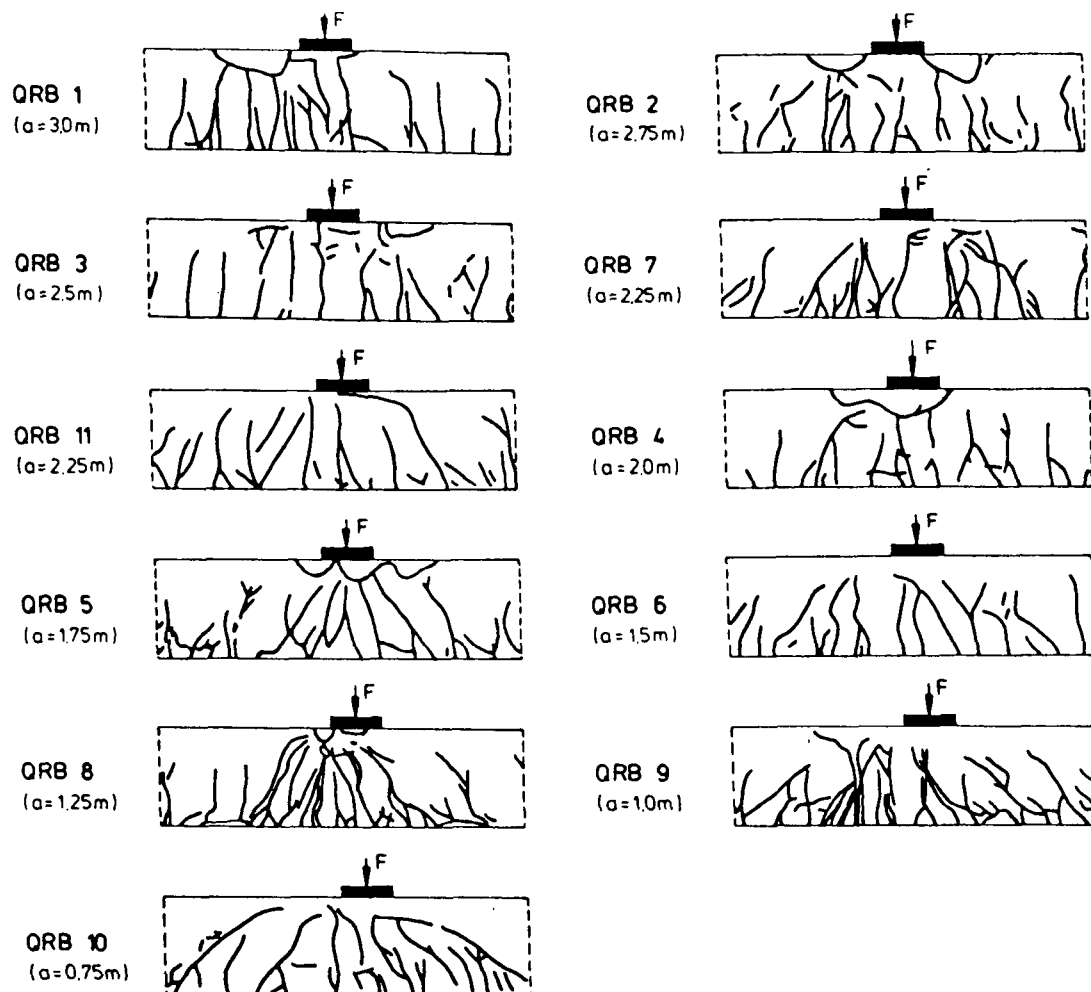 F
QRB 1
(a=3,0m)
F
QRB 2
(a=2,75m)
F
QRB 3
(a=2,5m)
F
QRB 7
(a=2,25m)
F
QRB 11
(a=2,25m)
F
QRB 4
(a=2,0m)
F
QRB 5
(a=1,75m)
F
QRB 6
(a=1,5m)
F
QRB 8
(a=1,25m)
F
QRB 9
(a=1,0m)
F
QRB 10
(a=0,75m)